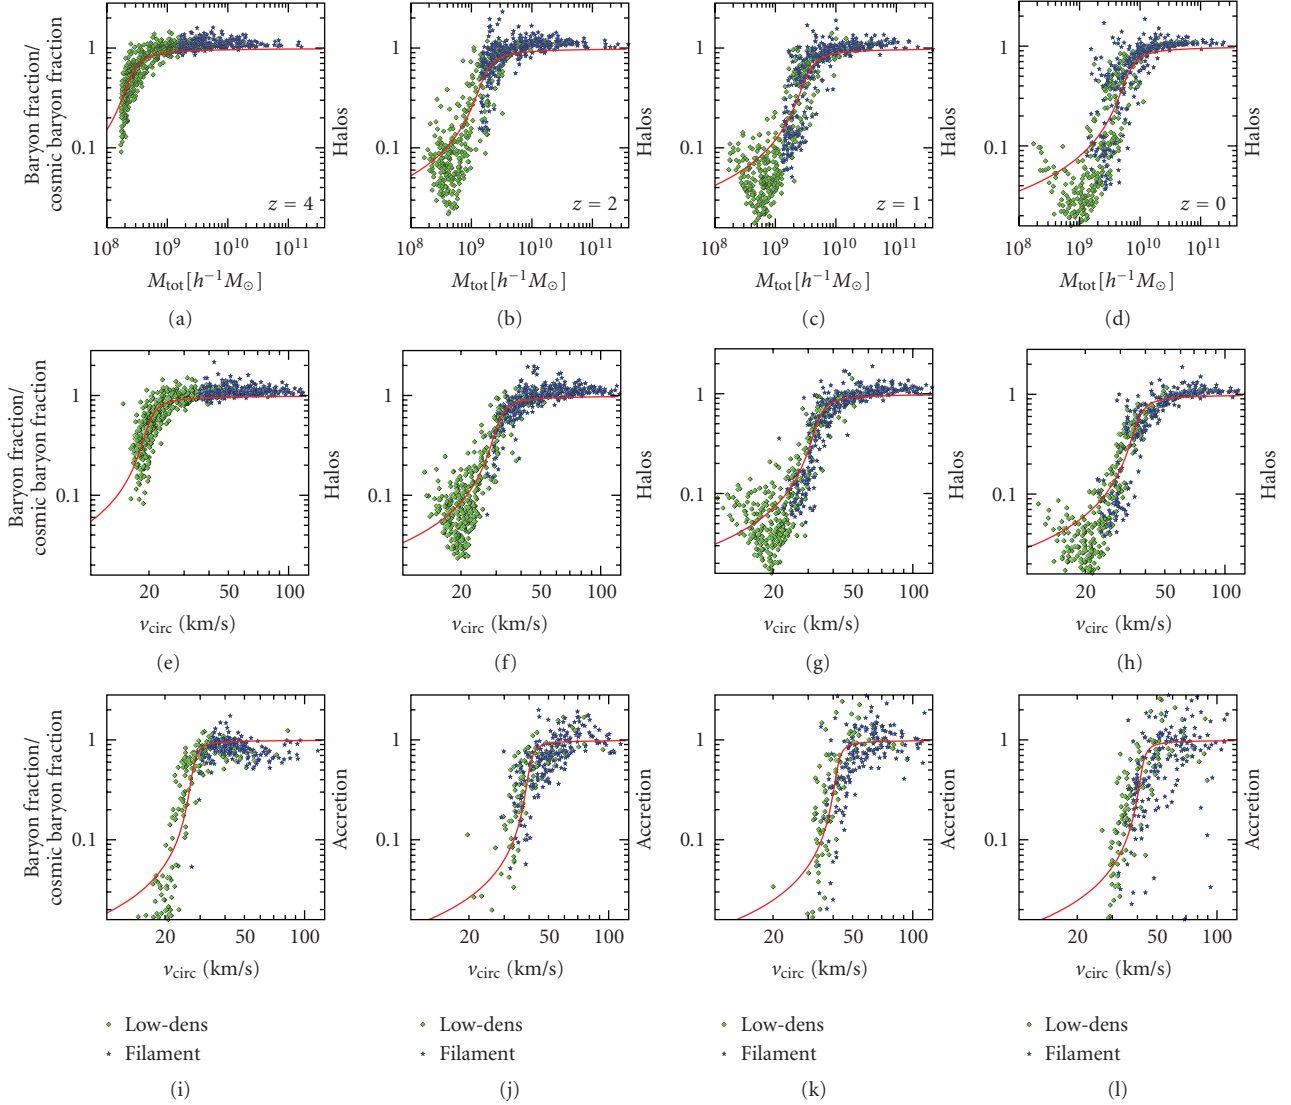 Baryon fraction/
cosmic baryon fraction
1
0.1
z = 4
Halos
10^8 10^9 10^10 10^11
M_tot [h^−1 M_⊙]
(a)
1
0.1
z = 2
Halos
10^8 10^9 10^10 10^11
M_tot [h^−1 M_⊙]
(b)
1
0.1
z = 1
Halos
10^8 10^9 10^10 10^11
M_tot [h^−1 M_⊙]
(c)
1
0.1
z = 0
Halos
10^8 10^9 10^10 10^11
M_tot [h^−1 M_⊙]
(d)
Baryon fraction/
cosmic baryon fraction
1
0.1
Halos
20 50 100
ν_circ (km/s)
(e)
1
0.1
Halos
20 50 100
ν_circ (km/s)
(f)
1
0.1
Halos
20 50 100
ν_circ (km/s)
(g)
1
0.1
Halos
20 50 100
ν_circ (km/s)
(h)
Baryon fraction/
cosmic baryon fraction
1
0.1
Accretion
20 50 100
ν_circ (km/s)
Low-dens
Filament
(i)
1
0.1
Accretion
20 50 100
ν_circ (km/s)
Low-dens
Filament
(j)
1
0.1
Accretion
20 50 100
ν_circ (km/s)
Low-dens
Filament
(k)
1
0.1
Accretion
20 50 100
ν_circ (km/s)
Low-dens
Filament
(l)